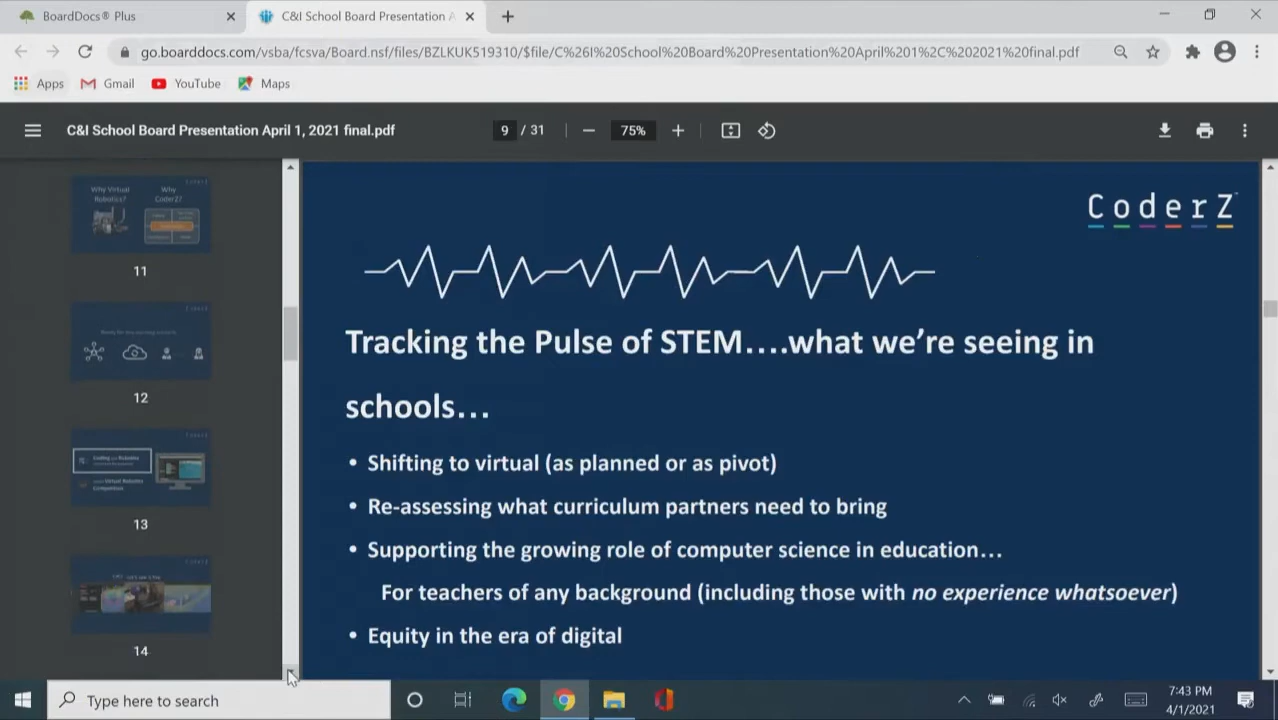 BoardDocs® Plus
C&I School Board Presentation A
go.boarddocs.com/vsba/fcsva/Board.nsf/files/BZLKUK519310/$file/C%26I%20School%20Board%20Presentation%20April%201%2C%202021%20final.pdf
Apps Gmail YouTube Maps
C&I School Board Presentation April 1, 2021 final.pdf
9 / 31
75%
Why Virtual Robotics?
Why CoderZ?
11
12
13
14
CoderZ™
Tracking the Pulse of STEM….what we’re seeing in
schools…
• Shifting to virtual (as planned or as pivot)
• Re-assessing what curriculum partners need to bring
• Supporting the growing role of computer science in education…
For teachers of any background (including those with no experience whatsoever)
• Equity in the era of digital
Type here to search
7:43 PM
4/1/2021